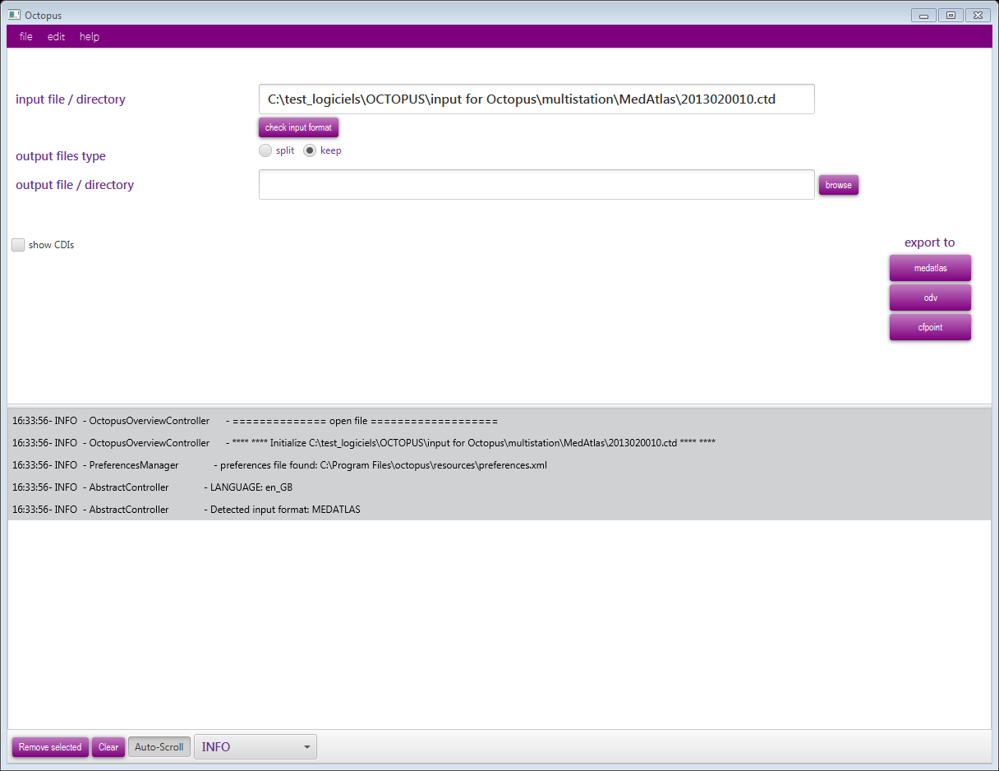 Octopus
file edit help
input file / directory
C:\test_logiciels\OCTOPUS\input for Octopus\multistation\MedAtlas\2013020010.ctd
check input format
output files type
split keep
output file / directory
browse
show CDIs
export to
medatlas
odv
cfpoint
16:33:56- INFO - OctopusOverviewController - ============== open file ===================
16:33:56- INFO - OctopusOverviewController - **** **** Initialize C:\test_logiciels\OCTOPUS\input for Octopus\multistation\MedAtlas\2013020010.ctd **** ****
16:33:56- INFO - PreferencesManager - preferences file found: C:\Program Files\octopus\resources\preferences.xml
16:33:56- INFO - AbstractController - LANGUAGE: en_GB
16:33:56- INFO - AbstractController - Detected input format: MEDATLAS
Remove selected Clear Auto-Scroll INFO